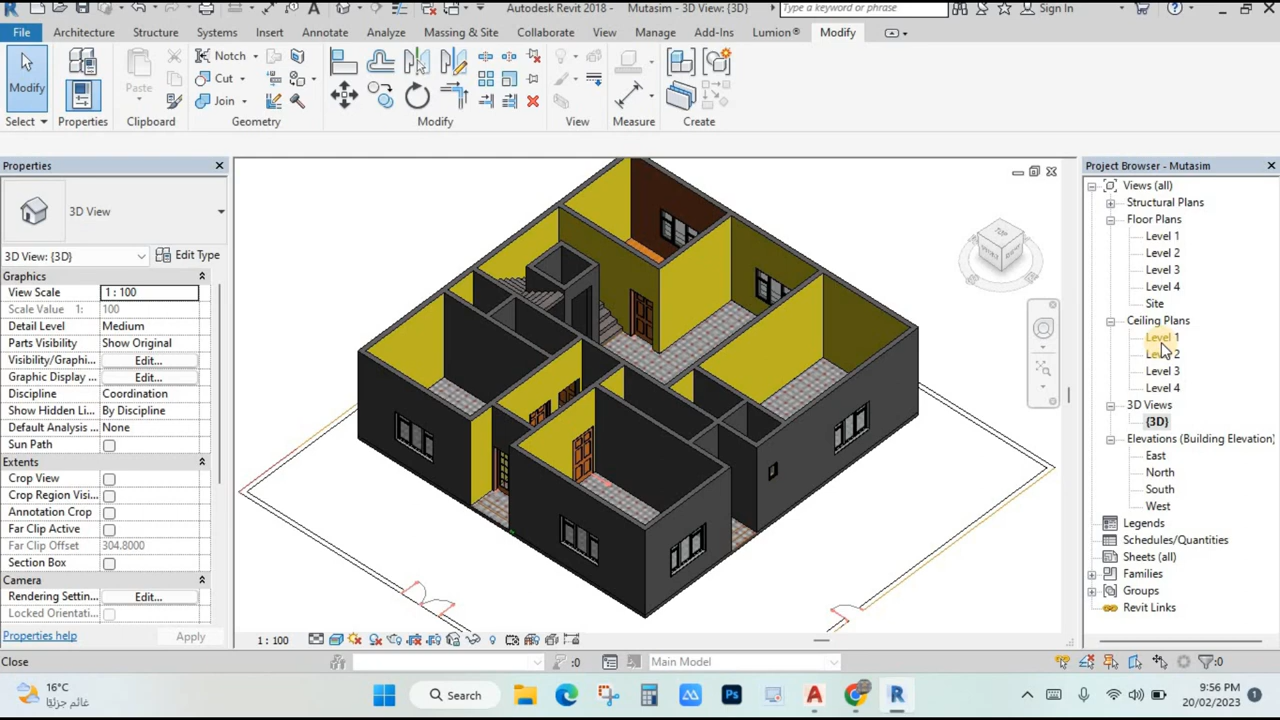 Autodesk Revit 2018 - Mutasim - 3D View: {3D}
Type a keyword or phrase
Sign In
File
Architecture
Structure
Systems
Insert
Annotate
Analyze
Massing & Site
Collaborate
View
Manage
Add-Ins
Lumion®
Modify
Modify
Paste
Notch
Cut
Join
Select
Properties
Clipboard
Geometry
Modify
View
Measure
Create
Properties
3D View
3D View: {3D}
Edit Type
Graphics
View Scale
1 : 100
Scale Value 1:
100
Detail Level
Medium
Parts Visibility
Show Original
Visibility/Graphi...
Edit...
Graphic Display ...
Edit...
Discipline
Coordination
Show Hidden Li...
By Discipline
Default Analysis ...
None
Sun Path
Extents
Crop View
Crop Region Visi...
Annotation Crop
Far Clip Active
Far Clip Offset
304.8000
Section Box
Camera
Rendering Settin...
Edit...
Locked Orientati...
Properties help
Apply
TOP
1 : 100
Project Browser - Mutasim
Views (all)
Structural Plans
Floor Plans
Level 1
Level 2
Level 3
Level 4
Site
Ceiling Plans
Level 1
Level 2
Level 3
Level 4
3D Views
{3D}
Elevations (Building Elevation)
East
North
South
West
Legends
Schedules/Quantities
Sheets (all)
Families
Groups
Revit Links
Close
:0
Main Model
:0
16°C
غائم جزئيًا
Search
9:56 PM
20/02/2023